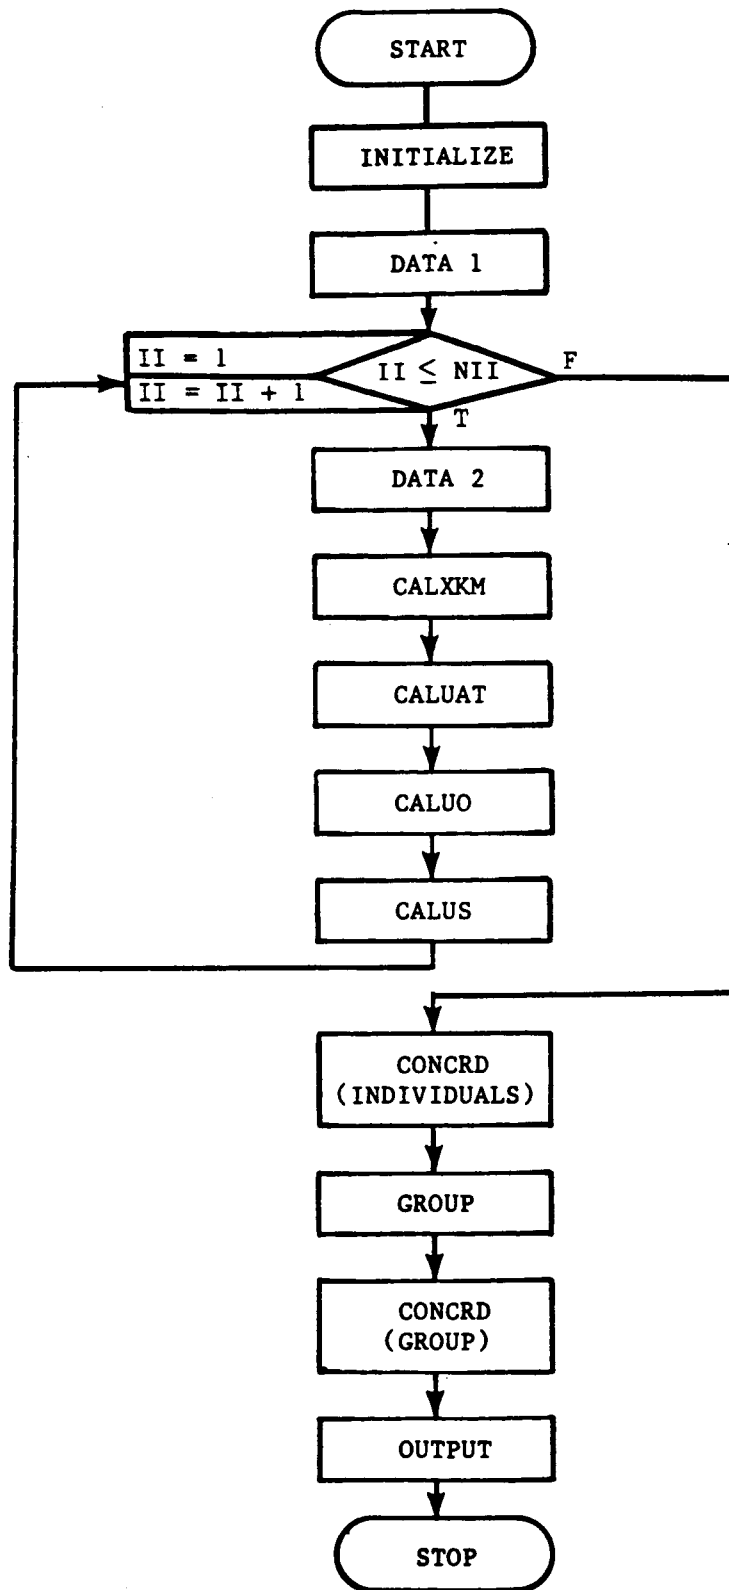 START
INITIALIZE
DATA 1
II = 1
II ≤ NII
F
II = II + 1
T
DATA 2
CALXKM
CALUAT
CALUO
CALUS
CONCRD
(INDIVIDUALS)
GROUP
CONCRD
(GROUP)
OUTPUT
STOP